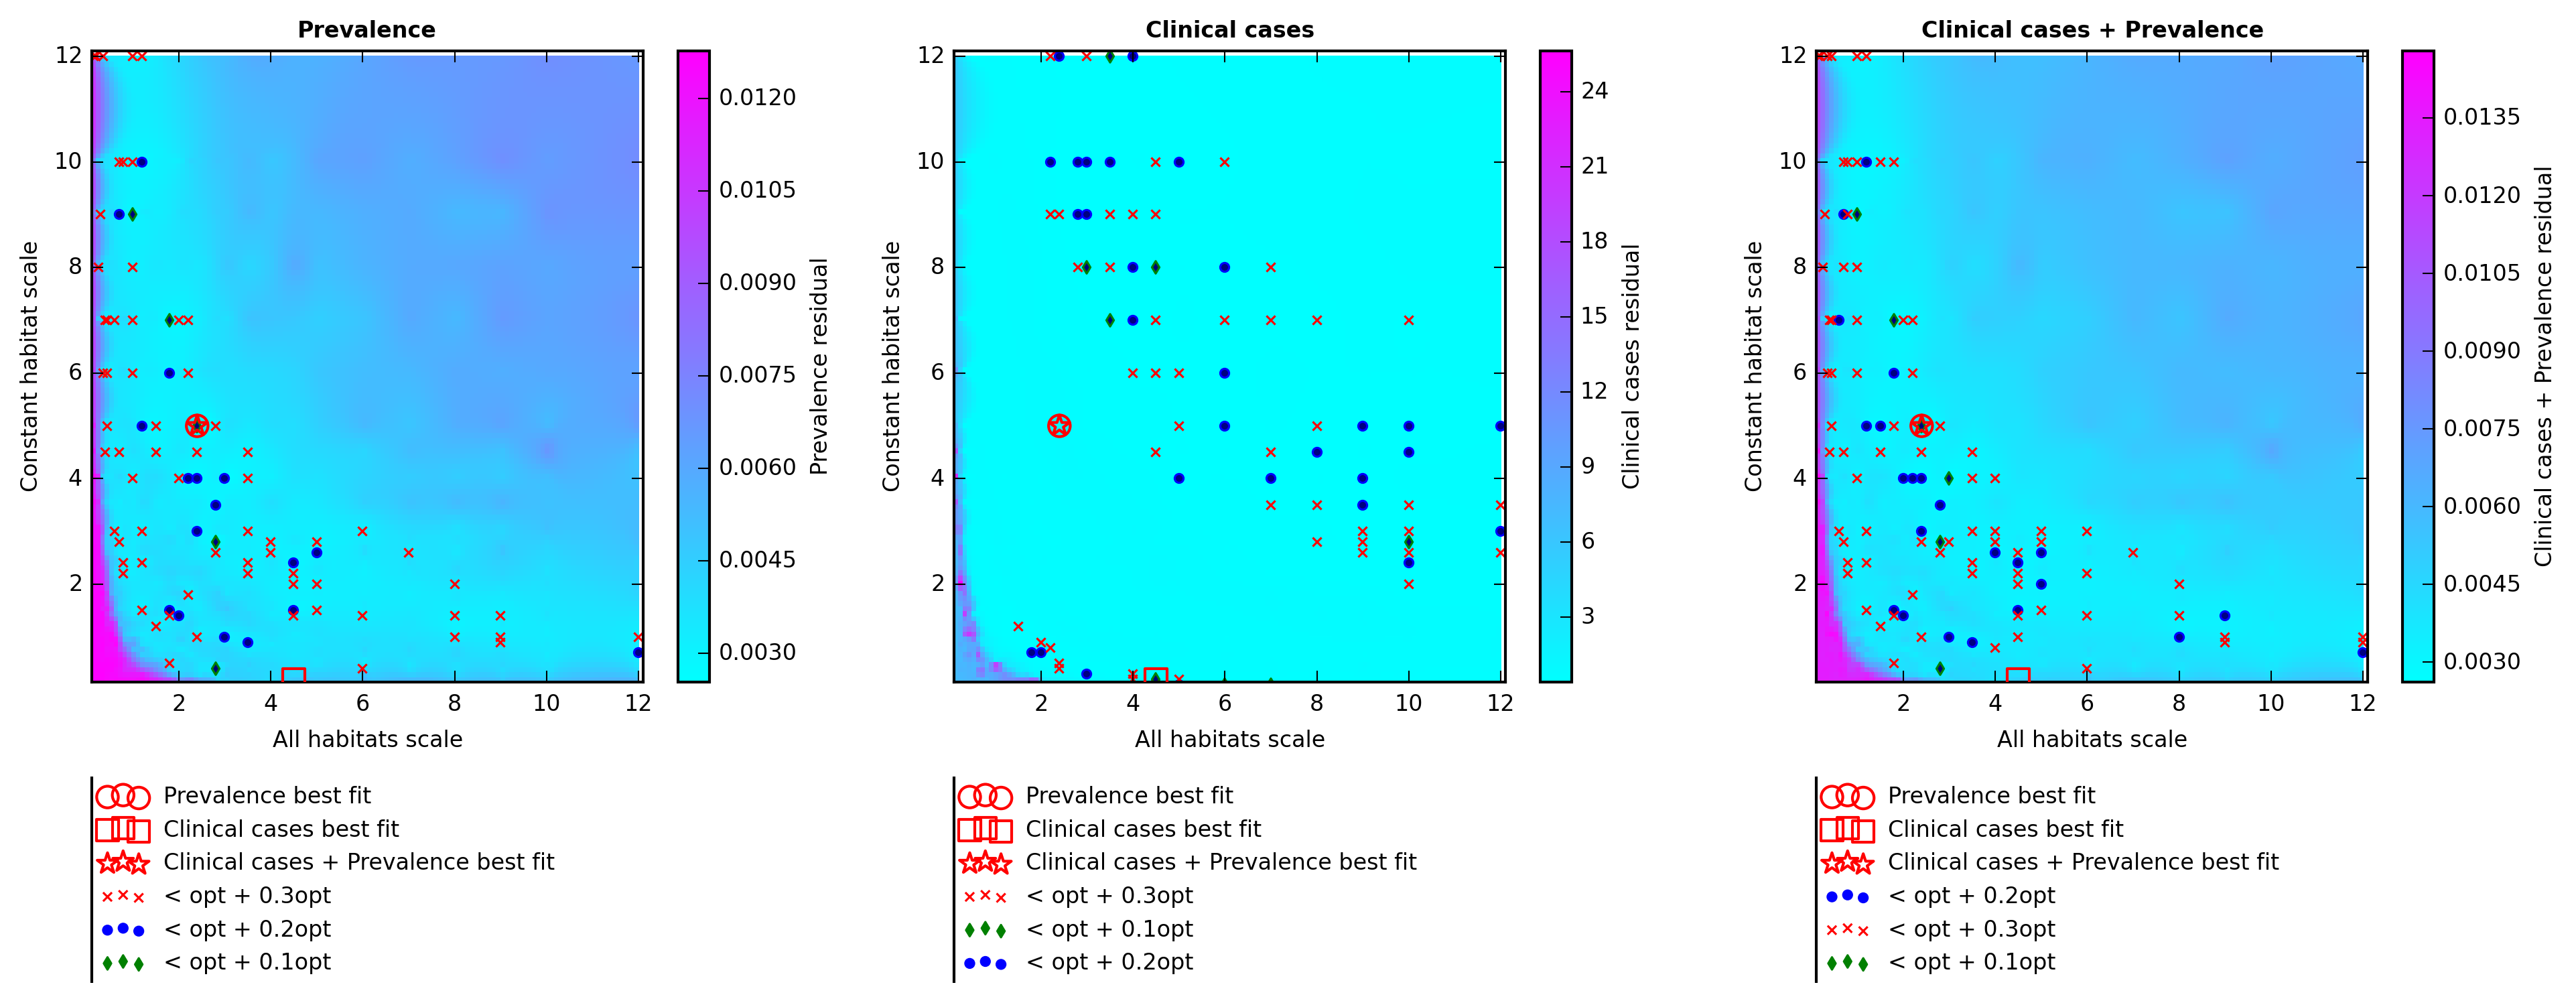 Prevalence
12
10
8
6
4
2
2
4
6
8
10
12
Constant habitat scale
All habitats scale
0.0120
0.0105
0.0090
0.0075
0.0060
0.0045
0.0030
Prevalence residual
Prevalence best fit
Clinical cases best fit
Clinical cases + Prevalence best fit
< opt + 0.3opt
< opt + 0.2opt
< opt + 0.1opt
Clinical cases
12
10
8
6
4
2
2
4
6
8
10
12
Constant habitat scale
All habitats scale
24
21
18
15
12
9
6
3
Clinical cases residual
Prevalence best fit
Clinical cases best fit
Clinical cases + Prevalence best fit
< opt + 0.3opt
< opt + 0.1opt
< opt + 0.2opt
Clinical cases + Prevalence
12
10
8
6
4
2
2
4
6
8
10
12
Constant habitat scale
All habitats scale
0.0135
0.0120
0.0105
0.0090
0.0075
0.0060
0.0045
0.0030
Clinical cases + Prevalence residual
Prevalence best fit
Clinical cases best fit
Clinical cases + Prevalence best fit
< opt + 0.2opt
< opt + 0.3opt
< opt + 0.1opt